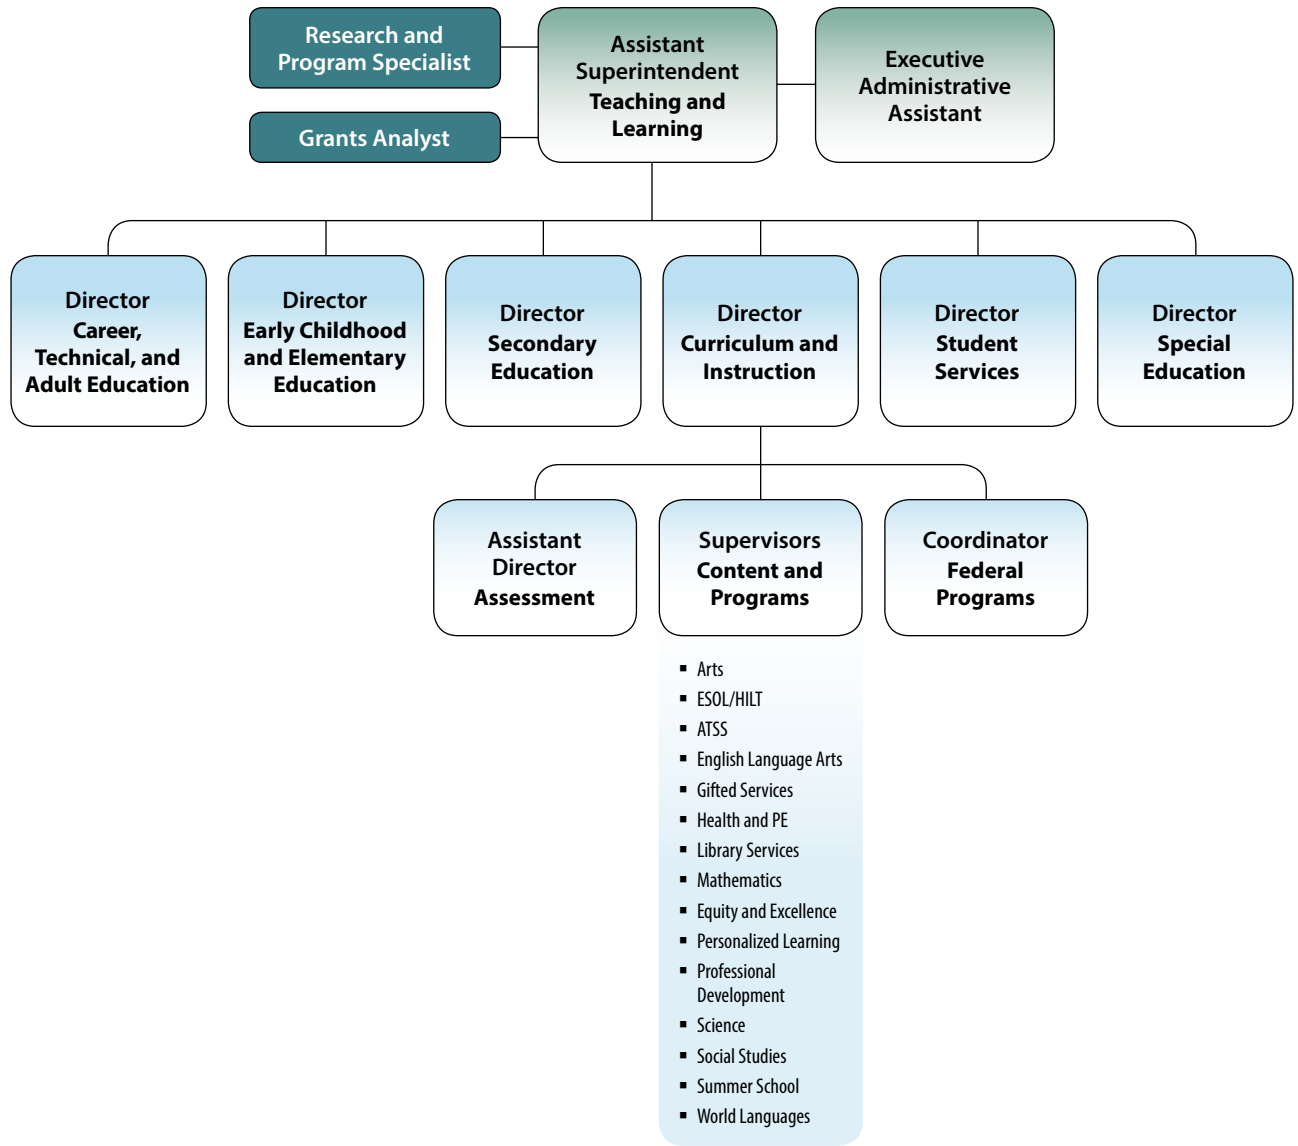 Research and
Program Specialist
Grants Analyst
Assistant
Superintendent
Teaching and
Learning
Executive
Administrative
Assistant
Director
Career,
Technical, and
Adult Education
Director
Early Childhood
and Elementary
Education
Director
Secondary
Education
Director
Curriculum and
Instruction
Director
Student
Services
Director
Special
Education
Assistant
Director
Assessment
Supervisors
Content and
Programs
Coordinator
Federal
Programs
▪ Arts
▪ ESOL/HILT
▪ ATSS
▪ English Language Arts
▪ Gifted Services
▪ Health and PE
▪ Library Services
▪ Mathematics
▪ Equity and Excellence
▪ Personalized Learning
▪ Professional
Development
▪ Science
▪ Social Studies
▪ Summer School
▪ World Languages